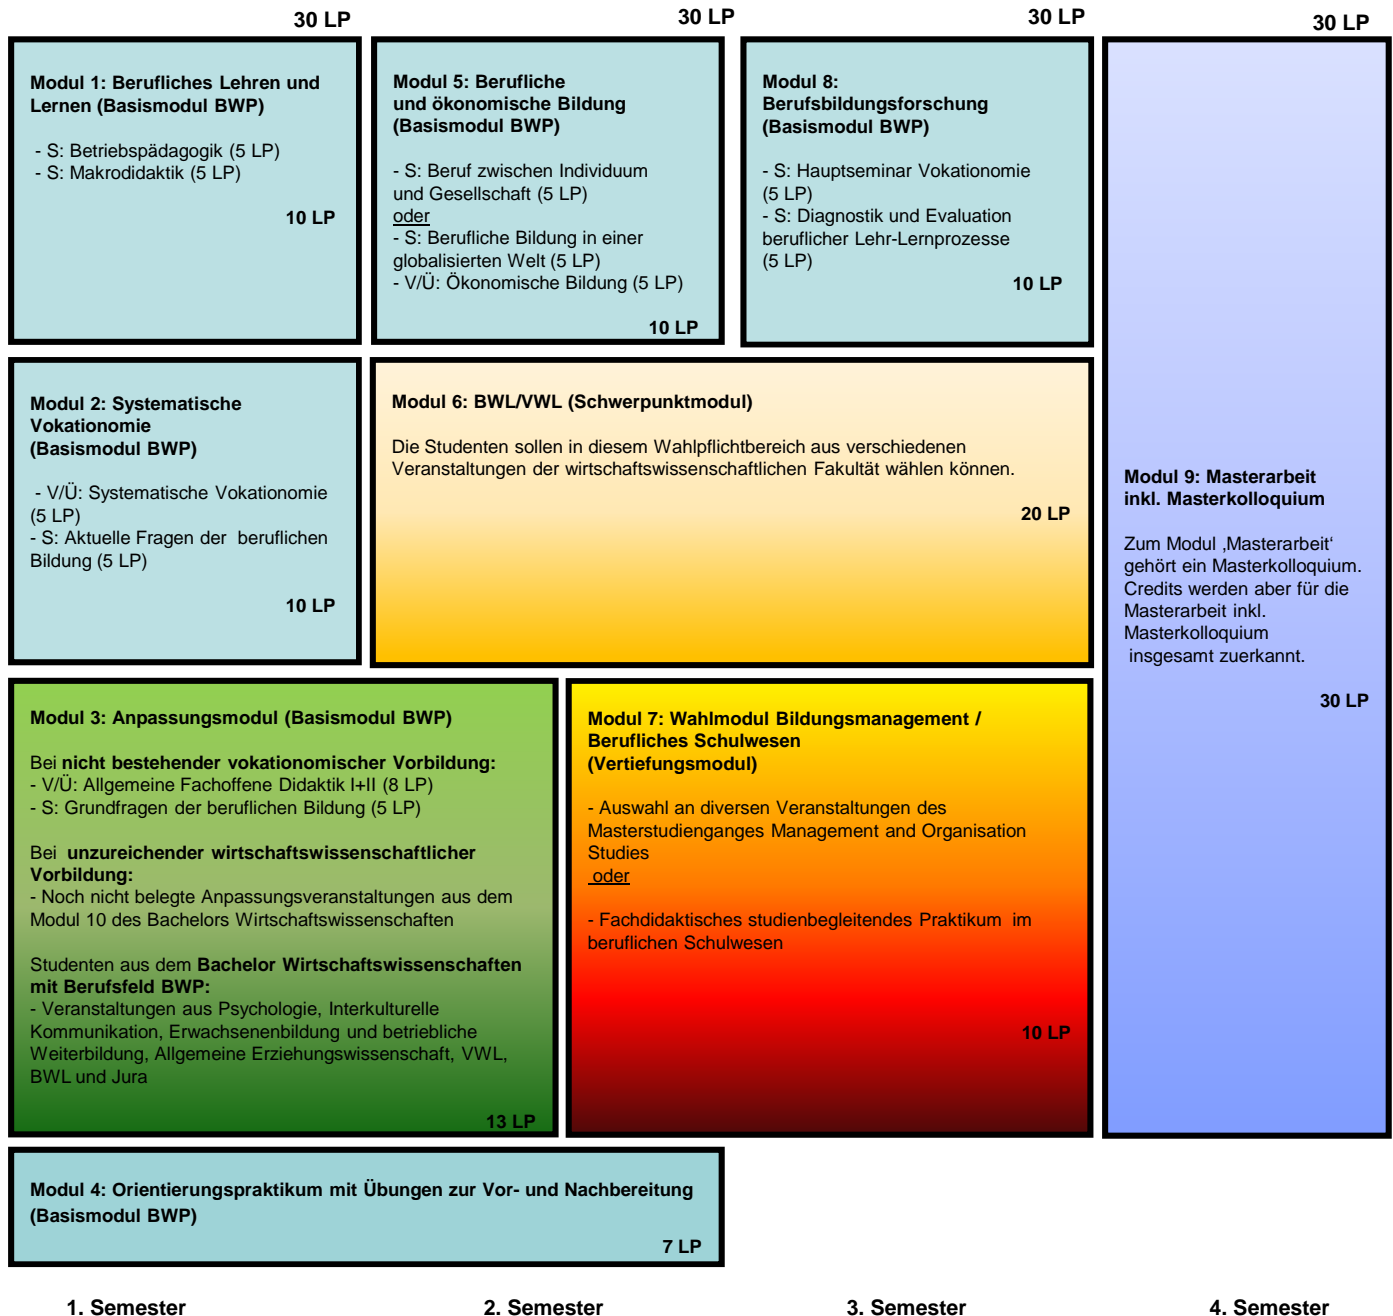 30 LP
30 LP
30 LP
30 LP
Modul 1: Berufliches Lehren und
Lernen (Basismodul BWP)
- S: Betriebspädagogik (5 LP)
- S: Makrodidaktik (5 LP)
10 LP
Modul 5: Berufliche
und ökonomische Bildung
(Basismodul BWP)
- S: Beruf zwischen Individuum
und Gesellschaft (5 LP)
oder
- S: Berufliche Bildung in einer
globalisierten Welt (5 LP)
- V/Ü: Ökonomische Bildung (5 LP)
10 LP
Modul 8:
Berufsbildungsforschung
(Basismodul BWP)
- S: Hauptseminar Vokationomie
(5 LP)
- S: Diagnostik und Evaluation
beruflicher Lehr-Lernprozesse
(5 LP)
10 LP
Modul 2: Systematische
Vokationomie
(Basismodul BWP)
- V/Ü: Systematische Vokationomie
(5 LP)
- S: Aktuelle Fragen der beruflichen
Bildung (5 LP)
10 LP
Modul 6: BWL/VWL (Schwerpunktmodul)
Die Studenten sollen in diesem Wahlpflichtbereich aus verschiedenen
Veranstaltungen der wirtschaftswissenschaftlichen Fakultät wählen können.
20 LP
Modul 9: Masterarbeit
inkl. Masterkolloquium
Zum Modul ‚Masterarbeit‘
gehört ein Masterkolloquium.
Credits werden aber für die
Masterarbeit inkl.
Masterkolloquium
insgesamt zuerkannt.
30 LP
Modul 3: Anpassungsmodul (Basismodul BWP)
Bei nicht bestehender vokationomischer Vorbildung:
- V/Ü: Allgemeine Fachoffene Didaktik I+II (8 LP)
- S: Grundfragen der beruflichen Bildung (5 LP)
Bei unzureichender wirtschaftswissenschaftlicher
Vorbildung:
- Noch nicht belegte Anpassungsveranstaltungen aus dem
Modul 10 des Bachelors Wirtschaftswissenschaften
Studenten aus dem Bachelor Wirtschaftswissenschaften
mit Berufsfeld BWP:
- Veranstaltungen aus Psychologie, Interkulturelle
Kommunikation, Erwachsenenbildung und betriebliche
Weiterbildung, Allgemeine Erziehungswissenschaft, VWL,
BWL und Jura
13 LP
Modul 7: Wahlmodul Bildungsmanagement /
Berufliches Schulwesen
(Vertiefungsmodul)
- Auswahl an diversen Veranstaltungen des
Masterstudienganges Management and Organisation
Studies
oder
- Fachdidaktisches studienbegleitendes Praktikum im
beruflichen Schulwesen
10 LP
Modul 4: Orientierungspraktikum mit Übungen zur Vor- und Nachbereitung
(Basismodul BWP)
7 LP
1. Semester
2. Semester
3. Semester
4. Semester